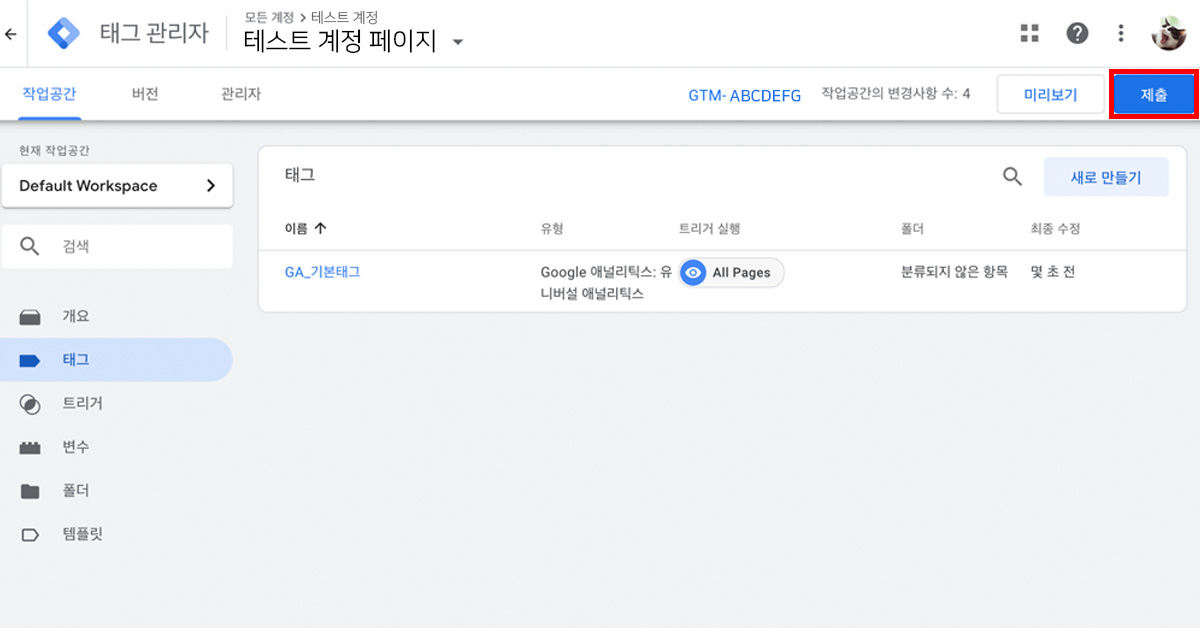 모든 계정 > 테스트 계정
태그 관리자
테스트 계정 페이지
작업공간 버전 관리자 GTM- ABCDEFG 작업공간의 변경사항 수: 4 미리보기 제출
현재 작업공간
Default Workspace
검색
개요
태그
트리거
변수
폴더
템플릿
태그 새로 만들기
이름 유형 트리거 실행 폴더 최종 수정
GA_기본태그 Google 애널리틱스: 유 All Pages 분류되지 않은 항목 몇 초 전
니버설 애널리틱스